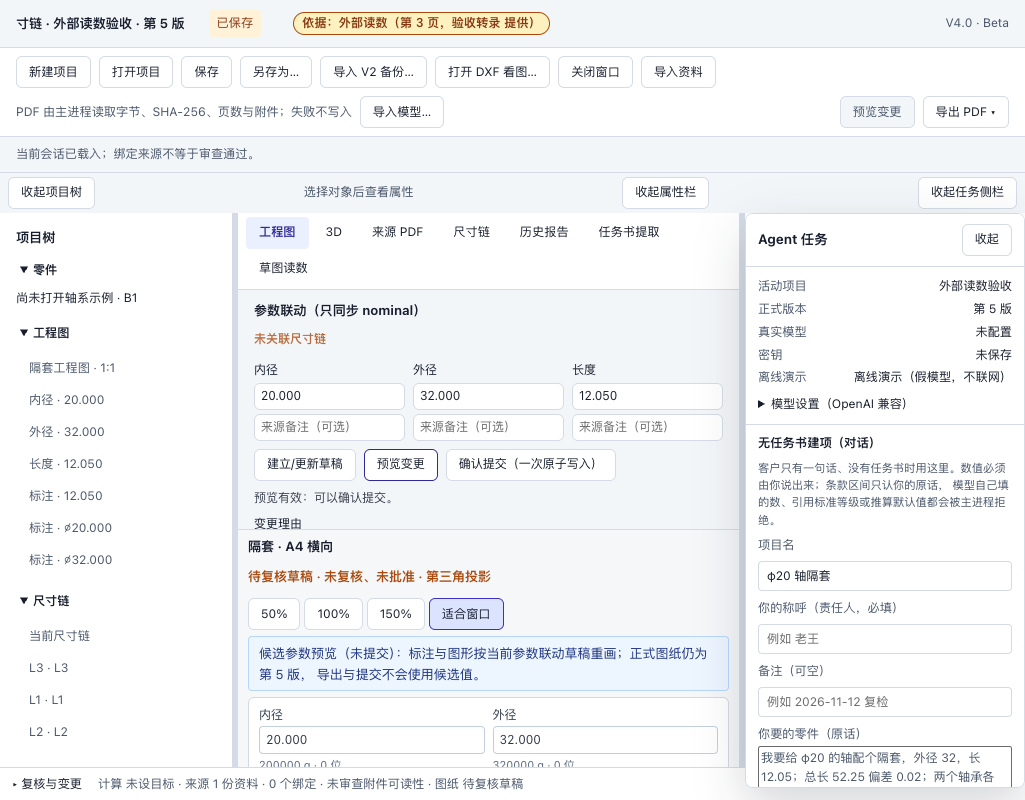 寸链 · 外部读数验收 · 第 5 版 已保存 依据：外部读数（第 3 页，验收转录 提供） V4.0 · Beta
新建项目 打开项目 保存 另存为… 导入 V2 备份… 打开 DXF 看图… 关闭窗口 导入资料
PDF 由主进程读取字节、SHA-256、页数与附件；失败不写入 导入模型… 预览变更 导出 PDF ▾
当前会话已载入；绑定来源不等于审查通过。
收起项目树 选择对象后查看属性 收起属性栏 收起任务侧栏
项目树
▼ 零件
尚未打开轴系示例 · B1
▼ 工程图
隔套工程图 · 1:1
内径 · 20.000
外径 · 32.000
长度 · 12.050
标注 · 12.050
标注 · ⌀20.000
标注 · ⌀32.000
▼ 尺寸链
当前尺寸链
L3 · L3
L1 · L1
L2 · L2
工程图 3D 来源 PDF 尺寸链 历史报告 任务书提取
草图读数
参数联动（只同步 nominal）
未关联尺寸链
内径 外径 长度
20.000 32.000 12.050
来源备注（可选） 来源备注（可选） 来源备注（可选）
建立/更新草稿 预览变更 确认提交（一次原子写入）
预览有效：可以确认提交。
变更理由
隔套 · A4 横向
待复核草稿 · 未复核、未批准 · 第三角投影
50% 100% 150% 适合窗口
候选参数预览（未提交）：标注与图形按当前参数联动草稿重画；正式图纸仍为
第 5 版， 导出与提交不会使用候选值。
内径 外径
20.000 32.000
200000 q · 0 位 320000 q · 0 位
Agent 任务 收起
活动项目 外部读数验收
正式版本 第 5 版
真实模型 未配置
密钥 未保存
离线演示 离线演示（假模型，不联网）
▶ 模型设置（OpenAI 兼容）
无任务书建项（对话）
客户只有一句话、没有任务书时用这里。数值必须
由你说出来；条款区间只认你的原话， 模型自己填
的数、引用标准等级或推算默认值都会被主进程拒
绝。
项目名
φ20 轴隔套
你的称呼（责任人，必填）
例如 老王
备注（可空）
例如 2026-11-12 复检
你要的零件（原话）
我要给 φ20 的轴配个隔套，外径 32，长
12.05；总长 52.25 偏差 0.02；两个轴承各
▸ 复核与变更 计算 未设目标 · 来源 1 份资料 · 0 个绑定 · 未审查附件可读性 · 图纸 待复核草稿